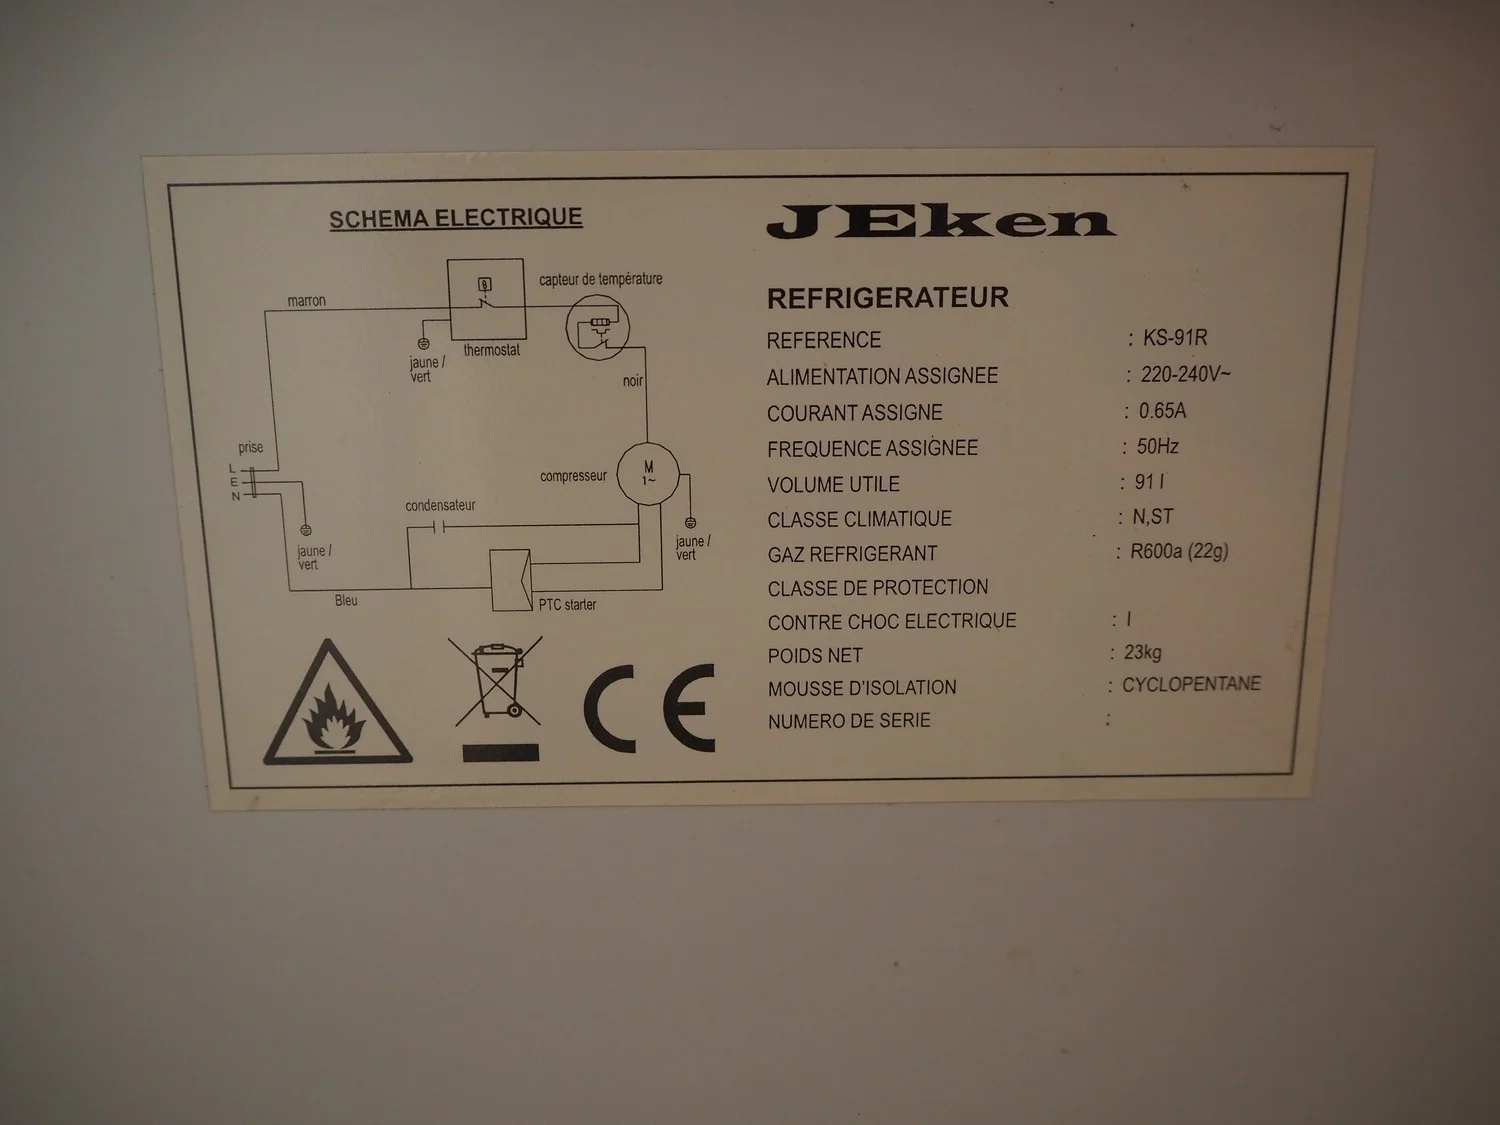 SCHEMA ELECTRIQUE
marron
capteur de température
thermostat
jaune /
vert
noir
prise
L
E
N
compresseur
M
1~
condensateur
jaune /
vert
jaune /
vert
Bleu
PTC starter
CE
JEken
REFRIGERATEUR
REFERENCE : KS-91R
ALIMENTATION ASSIGNEE : 220-240V~
COURANT ASSIGNE : 0.65A
FREQUENCE ASSIGNEE : 50Hz
VOLUME UTILE : 91 l
CLASSE CLIMATIQUE : N,ST
GAZ REFRIGERANT : R600a (22g)
CLASSE DE PROTECTION
CONTRE CHOC ELECTRIQUE : I
POIDS NET : 23kg
MOUSSE D'ISOLATION : CYCLOPENTANE
NUMERO DE SERIE :